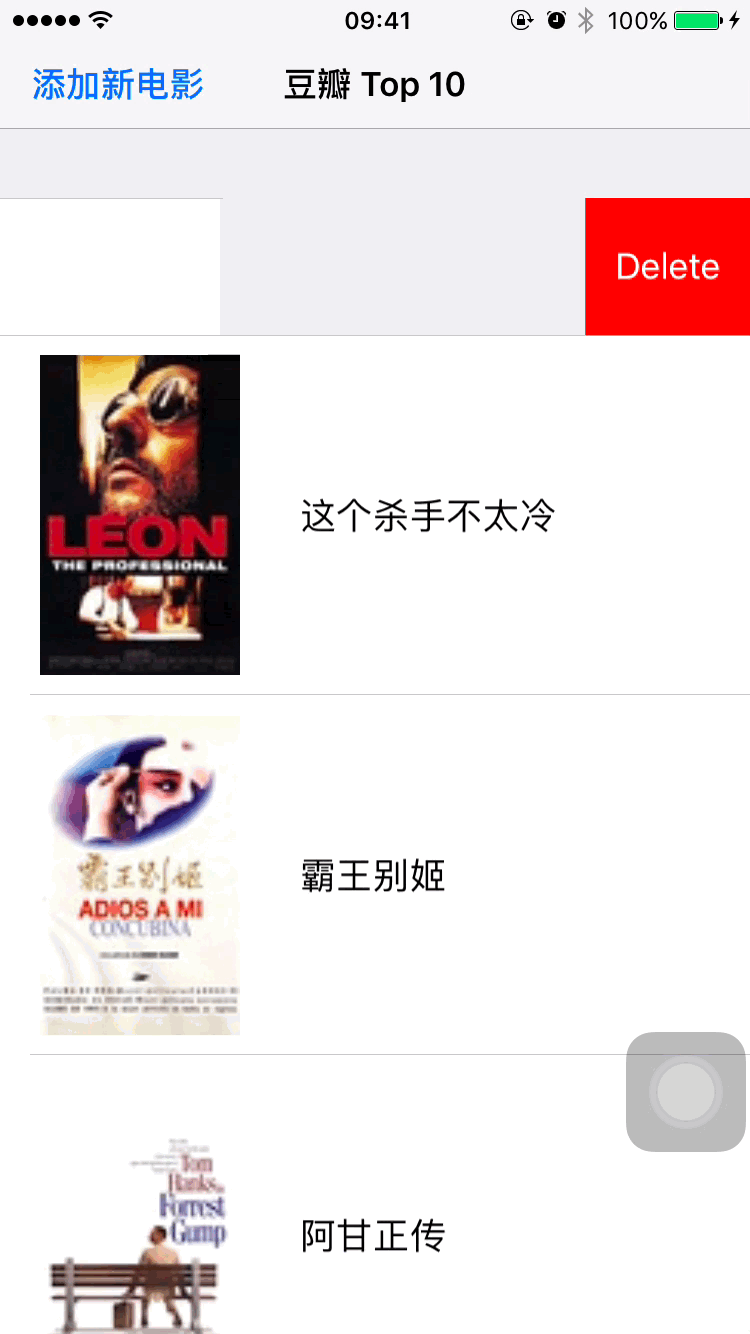 09:41
100%
添加新电影
豆瓣 Top 10
Delete
LEON
THE PROFESSIONAL
这个杀手不太冷
霸王别姬
ADIOS A MI
CONCUBINA
霸王别姬
Tom
Hanks is
Forrest
Gump
阿甘正传